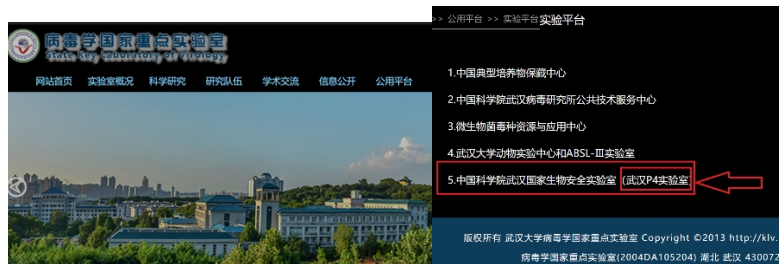 病毒学国家重点实验室
State Key Laboratory of Virology
网站首页 实验室概况 科学研究 研究队伍 学术交流 信息公开 公用平台
>> 公用平台 >> 实验平台实验平台
1.中国典型培养物保藏中心
2.中国科学院武汉病毒研究所公共技术服务中心
3.微生物菌毒种资源与应用中心
4.武汉大学动物实验中心和ABSL-III实验室
5.中国科学院武汉国家生物安全实验室 (武汉P4实验室)
版权所有 武汉大学病毒学国家重点实验室 Copyright ©2013 http://klv.
病毒学国家重点实验室(2004DA105204) 湖北 武汉 430072